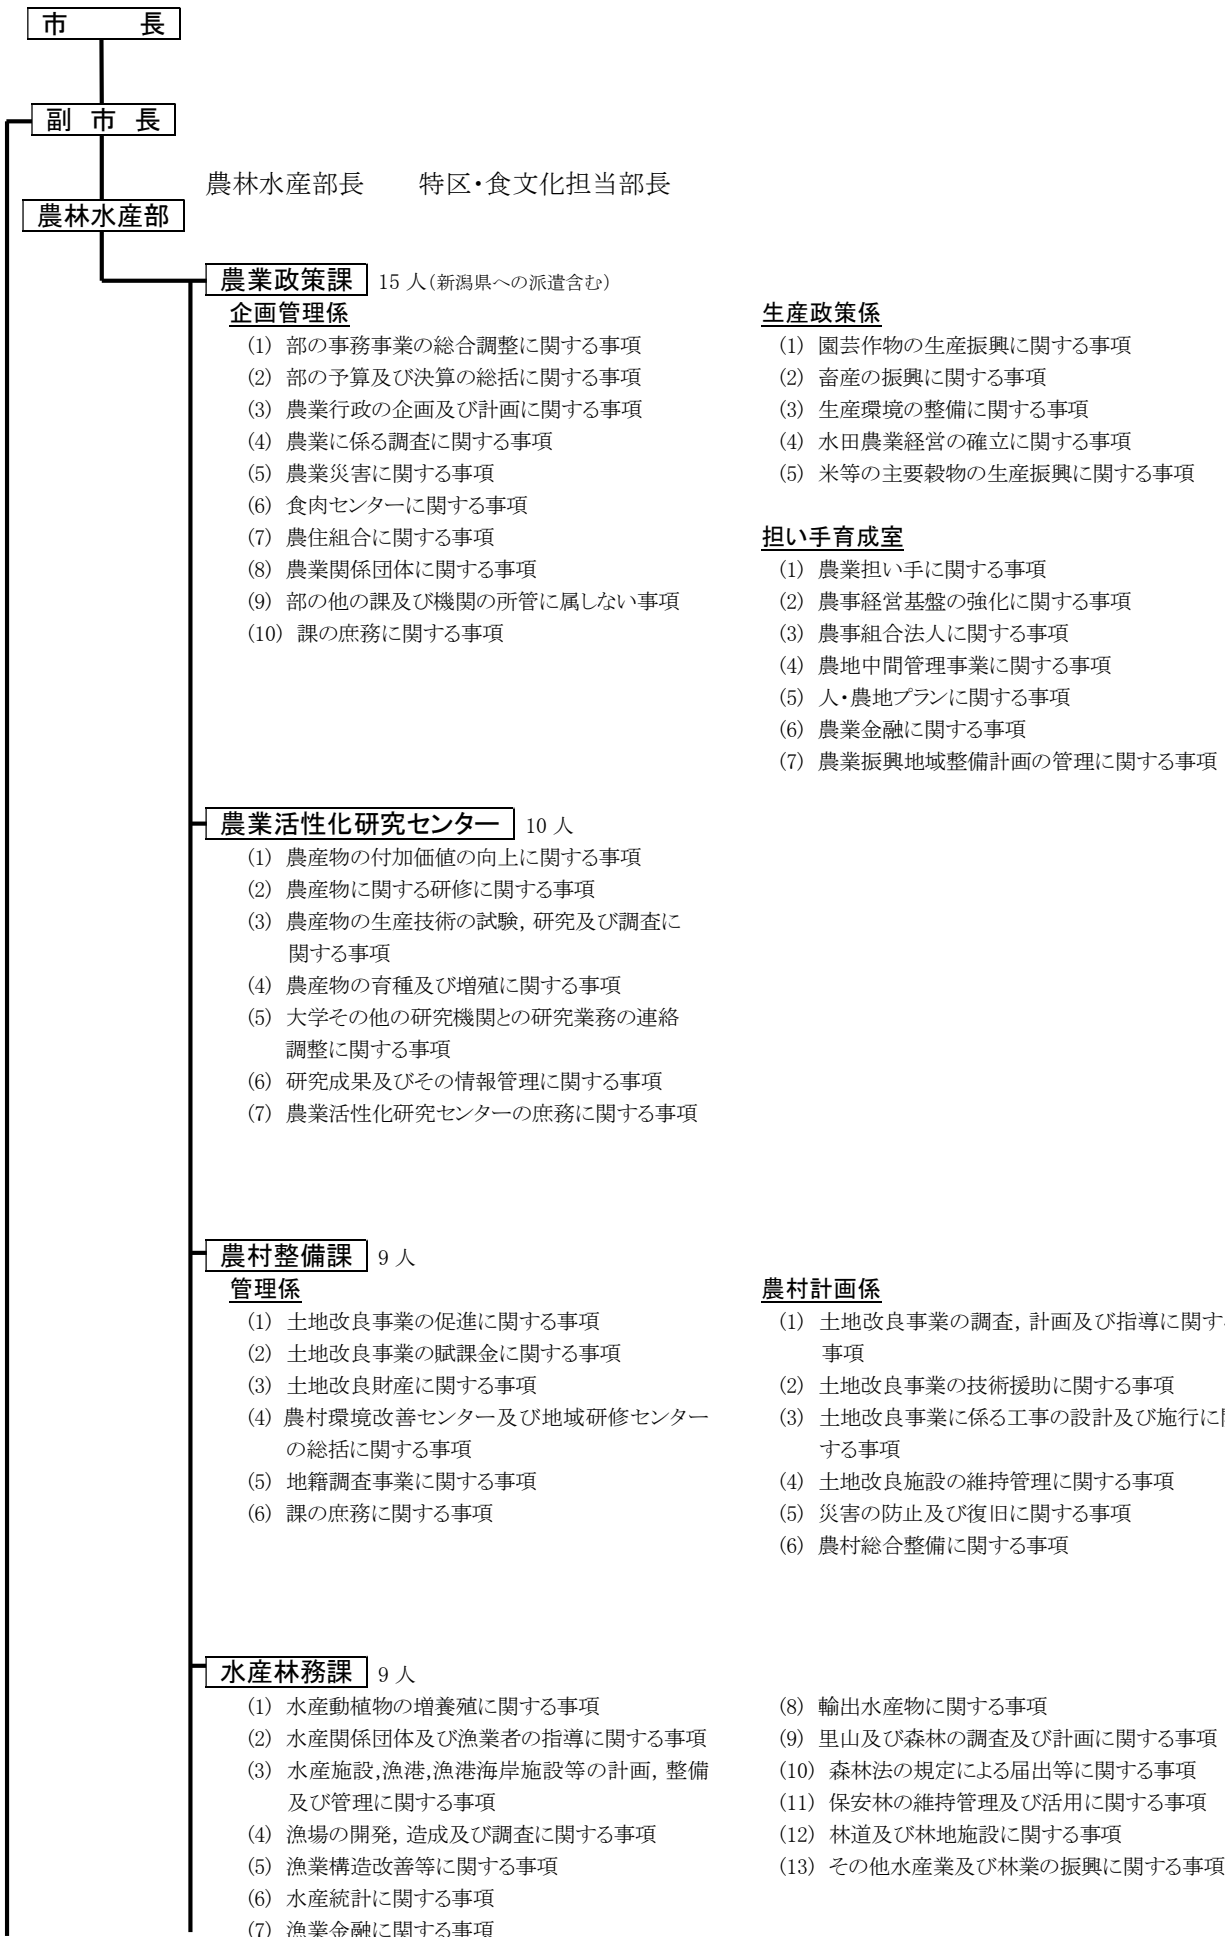 市　長
副 市 長
農林水産部長　特区・食文化担当部長
農林水産部
農業政策課 15 人(新潟県への派遣含む)
企画管理係
(1) 部の事務事業の総合調整に関する事項
(2) 部の予算及び決算の総括に関する事項
(3) 農業行政の企画及び計画に関する事項
(4) 農業に係る調査に関する事項
(5) 農業災害に関する事項
(6) 食肉センターに関する事項
(7) 農住組合に関する事項
(8) 農業関係団体に関する事項
(9) 部の他の課及び機関の所管に属しない事項
(10) 課の庶務に関する事項
生産政策係
(1) 園芸作物の生産振興に関する事項
(2) 畜産の振興に関する事項
(3) 生産環境の整備に関する事項
(4) 水田農業経営の確立に関する事項
(5) 米等の主要穀物の生産振興に関する事項
担い手育成室
(1) 農業担い手に関する事項
(2) 農事経営基盤の強化に関する事項
(3) 農事組合法人に関する事項
(4) 農地中間管理事業に関する事項
(5) 人・農地プランに関する事項
(6) 農業金融に関する事項
(7) 農業振興地域整備計画の管理に関する事項
農業活性化研究センター 10 人
(1) 農産物の付加価値の向上に関する事項
(2) 農産物に関する研修に関する事項
(3) 農産物の生産技術の試験, 研究及び調査に
関する事項
(4) 農産物の育種及び増殖に関する事項
(5) 大学その他の研究機関との研究業務の連絡
調整に関する事項
(6) 研究成果及びその情報管理に関する事項
(7) 農業活性化研究センターの庶務に関する事項
農村整備課 9 人
管理係
(1) 土地改良事業の促進に関する事項
(2) 土地改良事業の賦課金に関する事項
(3) 土地改良財産に関する事項
(4) 農村環境改善センター及び地域研修センター
の総括に関する事項
(5) 地籍調査事業に関する事項
(6) 課の庶務に関する事項
農村計画係
(1) 土地改良事業の調査, 計画及び指導に関す
事項
(2) 土地改良事業の技術援助に関する事項
(3) 土地改良事業に係る工事の設計及び施行に
する事項
(4) 土地改良施設の維持管理に関する事項
(5) 災害の防止及び復旧に関する事項
(6) 農村総合整備に関する事項
水産林務課 9 人
(1) 水産動植物の増養殖に関する事項
(2) 水産関係団体及び漁業者の指導に関する事項
(3) 水産施設,漁港,漁港海岸施設等の計画, 整備
及び管理に関する事項
(4) 漁場の開発, 造成及び調査に関する事項
(5) 漁業構造改善等に関する事項
(6) 水産統計に関する事項
(7) 漁業金融に関する事項
(8) 輸出水産物に関する事項
(9) 里山及び森林の調査及び計画に関する事項
(10) 森林法の規定による届出等に関する事項
(11) 保安林の維持管理及び活用に関する事項
(12) 林道及び林地施設に関する事項
(13) その他水産業及び林業の振興に関する事項